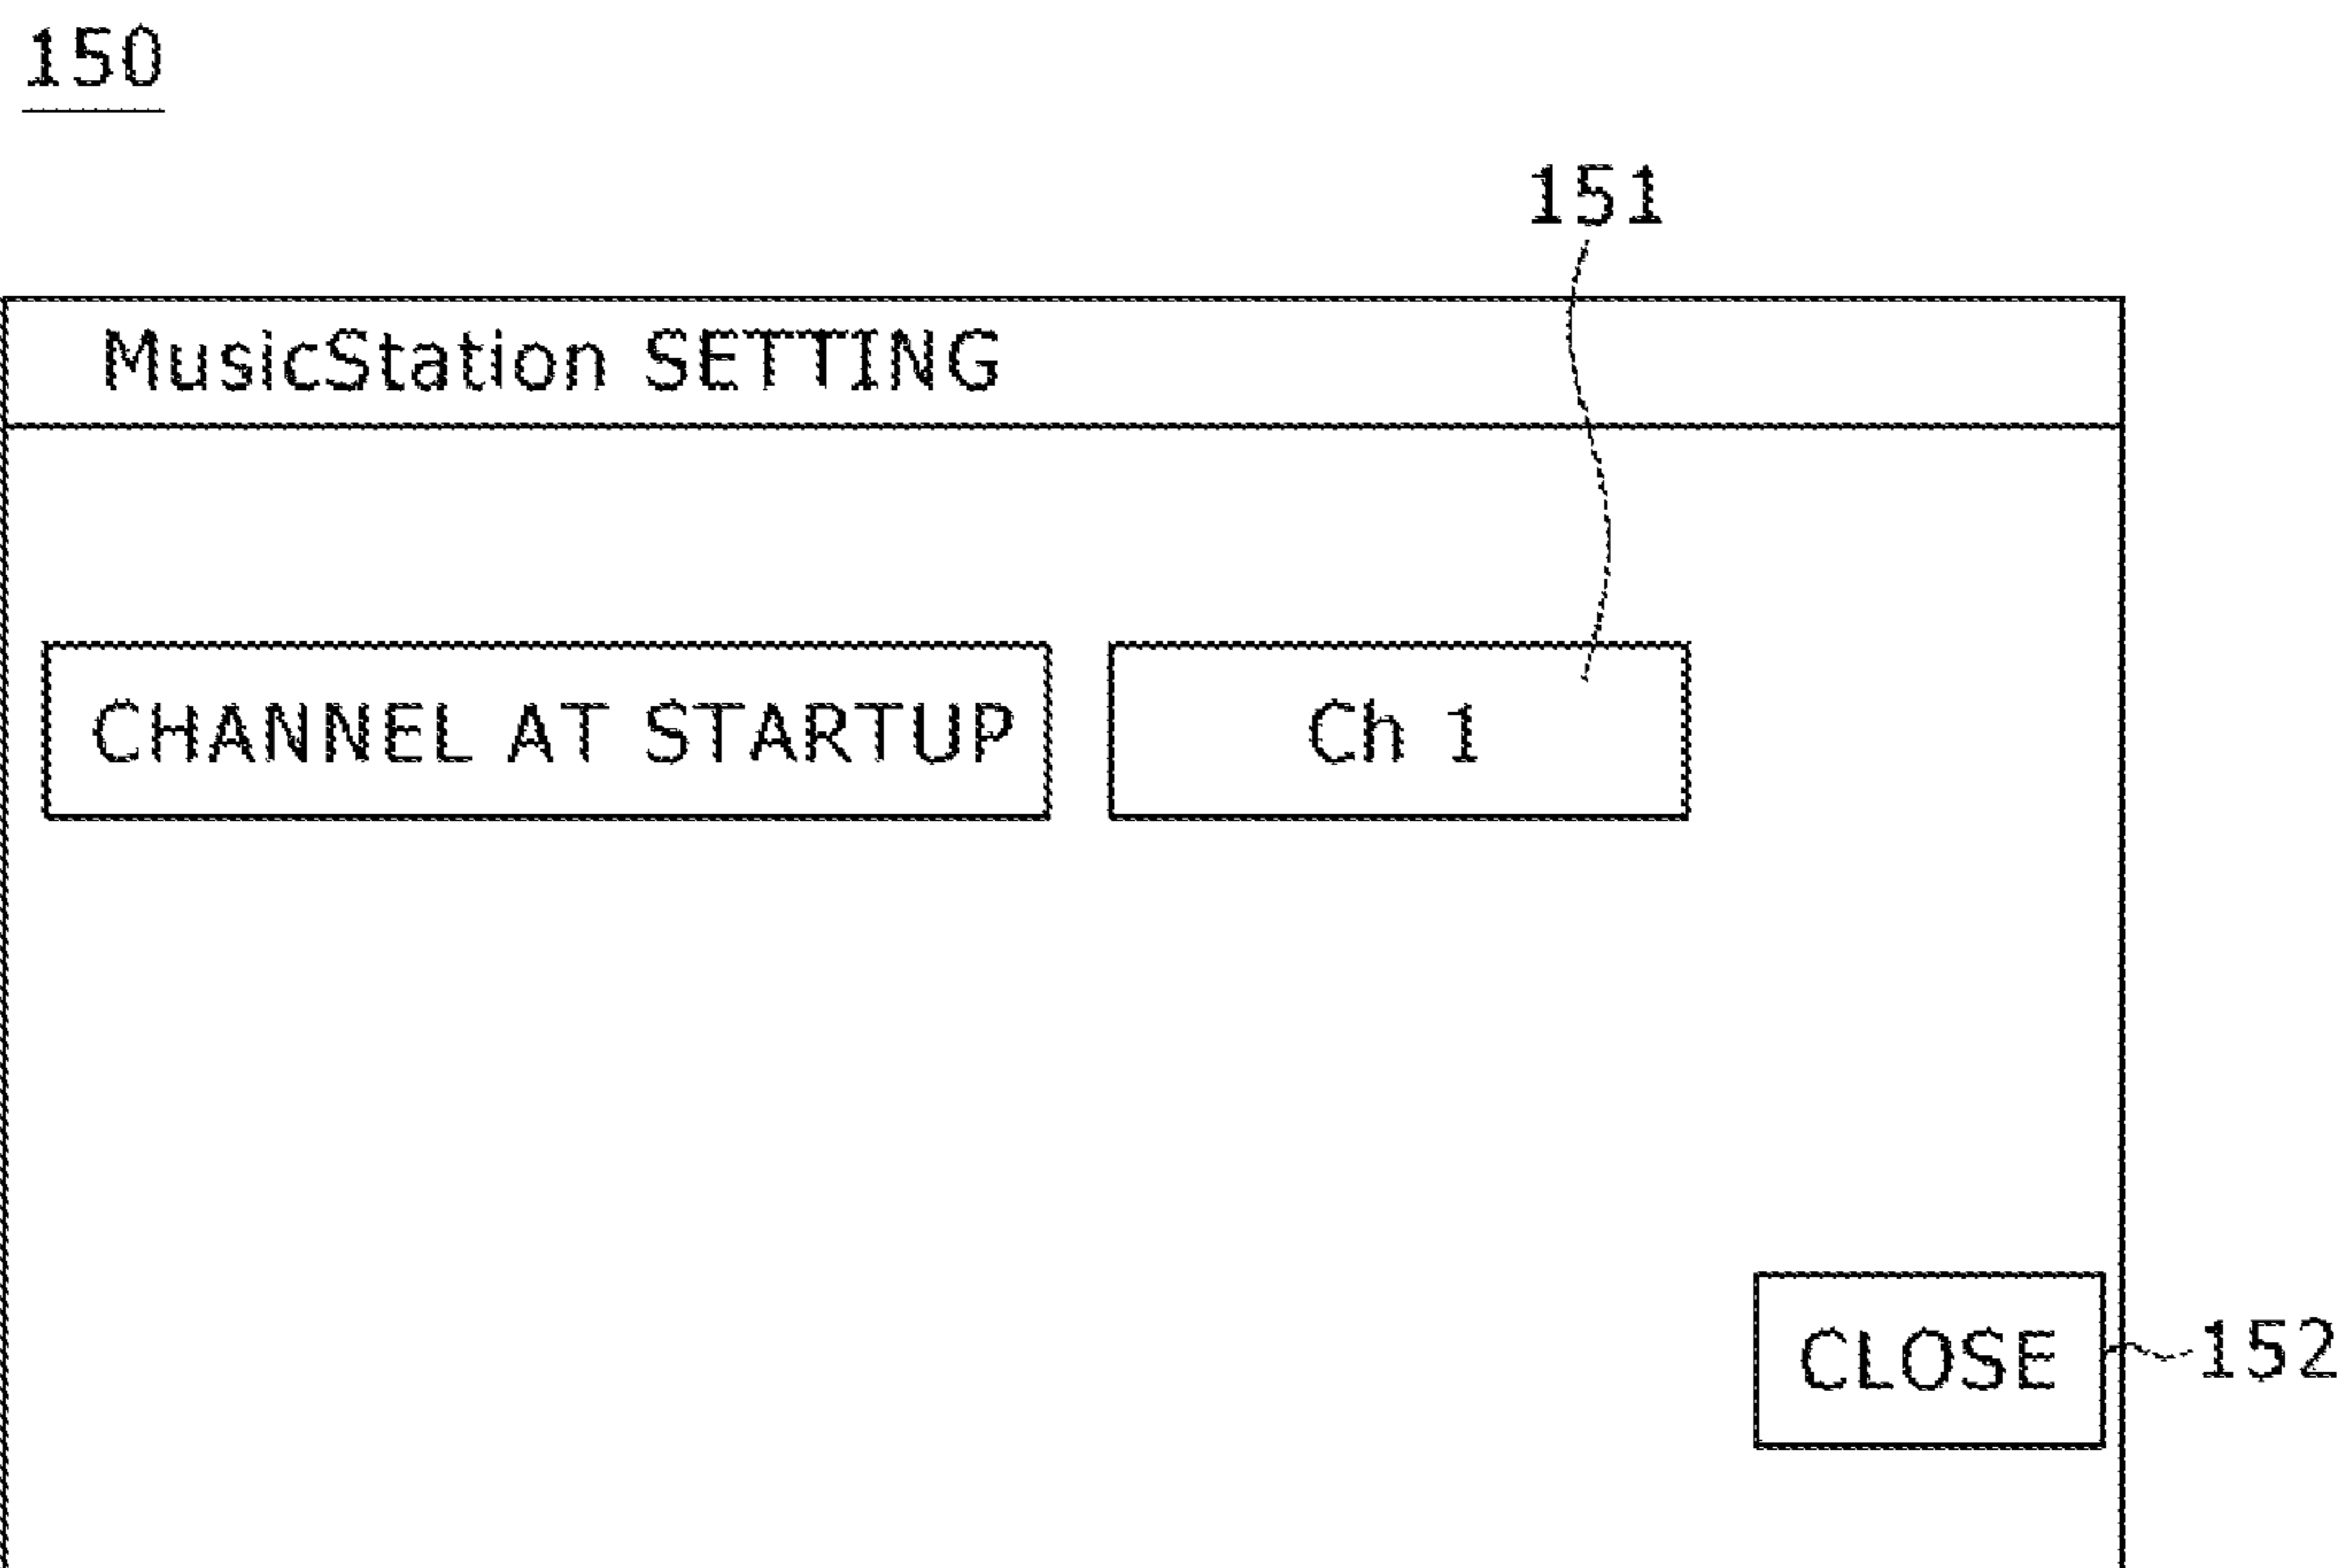 150
151
MusicStation SETTING
CHANNEL AT STARTUP
Ch 1
CLOSE
152